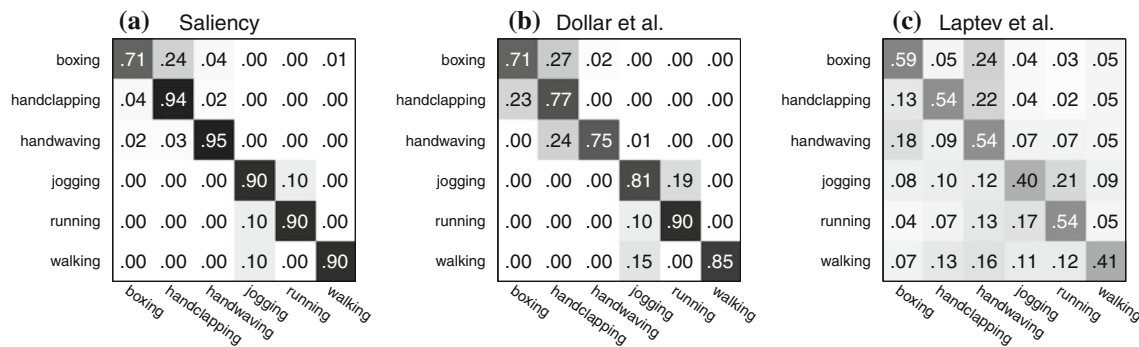 (a) Saliency
boxing .71 .24 .04 .00 .00 .01
handclapping .04 .94 .02 .00 .00 .00
handwaving .02 .03 .95 .00 .00 .00
jogging .00 .00 .00 .90 .10 .00
running .00 .00 .00 .10 .90 .00
walking .00 .00 .00 .10 .00 .90
boxing handclapping handwaving jogging running walking
(b) Dollar et al.
boxing .71 .27 .02 .00 .00 .00
handclapping .23 .77 .00 .00 .00 .00
handwaving .00 .24 .75 .01 .00 .00
jogging .00 .00 .00 .81 .19 .00
running .00 .00 .00 .10 .90 .00
walking .00 .00 .00 .15 .00 .85
boxing handclapping handwaving jogging running walking
(c) Laptev et al.
boxing .59 .05 .24 .04 .03 .05
handclapping .13 .54 .22 .04 .02 .05
handwaving .18 .09 .54 .07 .07 .05
jogging .08 .10 .12 .40 .21 .09
running .04 .07 .13 .17 .54 .05
walking .07 .13 .16 .11 .12 .41
boxing handclapping handwaving jogging running walking